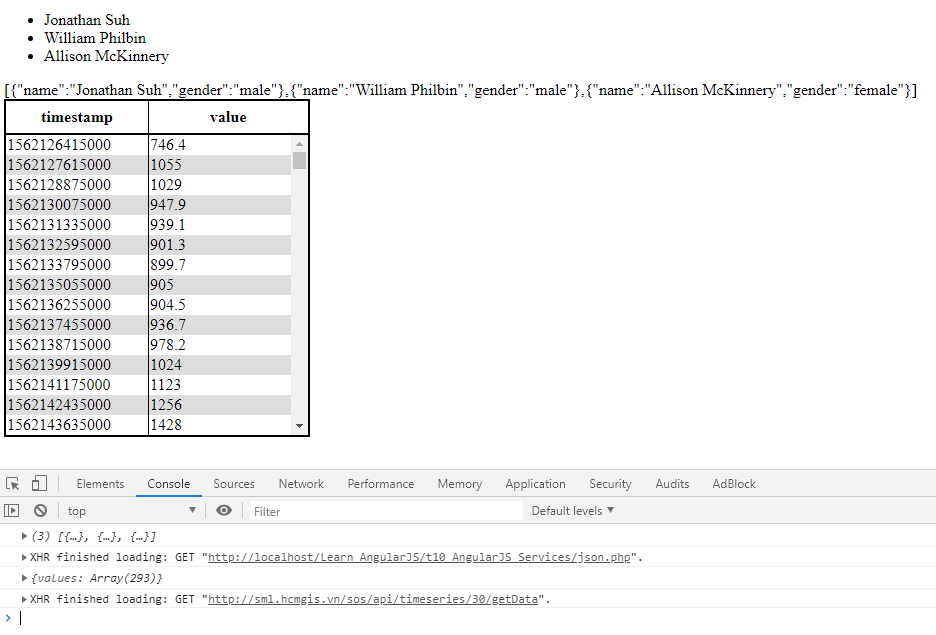 Jonathan Suh
William Philbin
Allison McKinnery
[{"name":"Jonathan Suh","gender":"male"},{"name":"William Philbin","gender":"male"},{"name":"Allison McKinnery","gender":"female"}]
timestamp value
1562126415000 746.4
1562127615000 1055
1562128875000 1029
1562130075000 947.9
1562131335000 939.1
1562132595000 901.3
1562133795000 899.7
1562135055000 905
1562136255000 904.5
1562137455000 936.7
1562138715000 978.2
1562139915000 1024
1562141175000 1123
1562142435000 1256
1562143635000 1428
Elements Console Sources Network Performance Memory Application Security Audits AdBlock
top Filter Default levels
(3) [{…}, {…}, {…}]
XHR finished loading: GET "http://localhost/Learn_AngularJS/t10_AngularJS_Services/json.php".
{values: Array(293)}
XHR finished loading: GET "http://sml.hcmgis.vn/sos/api/timeseries/30/getData".